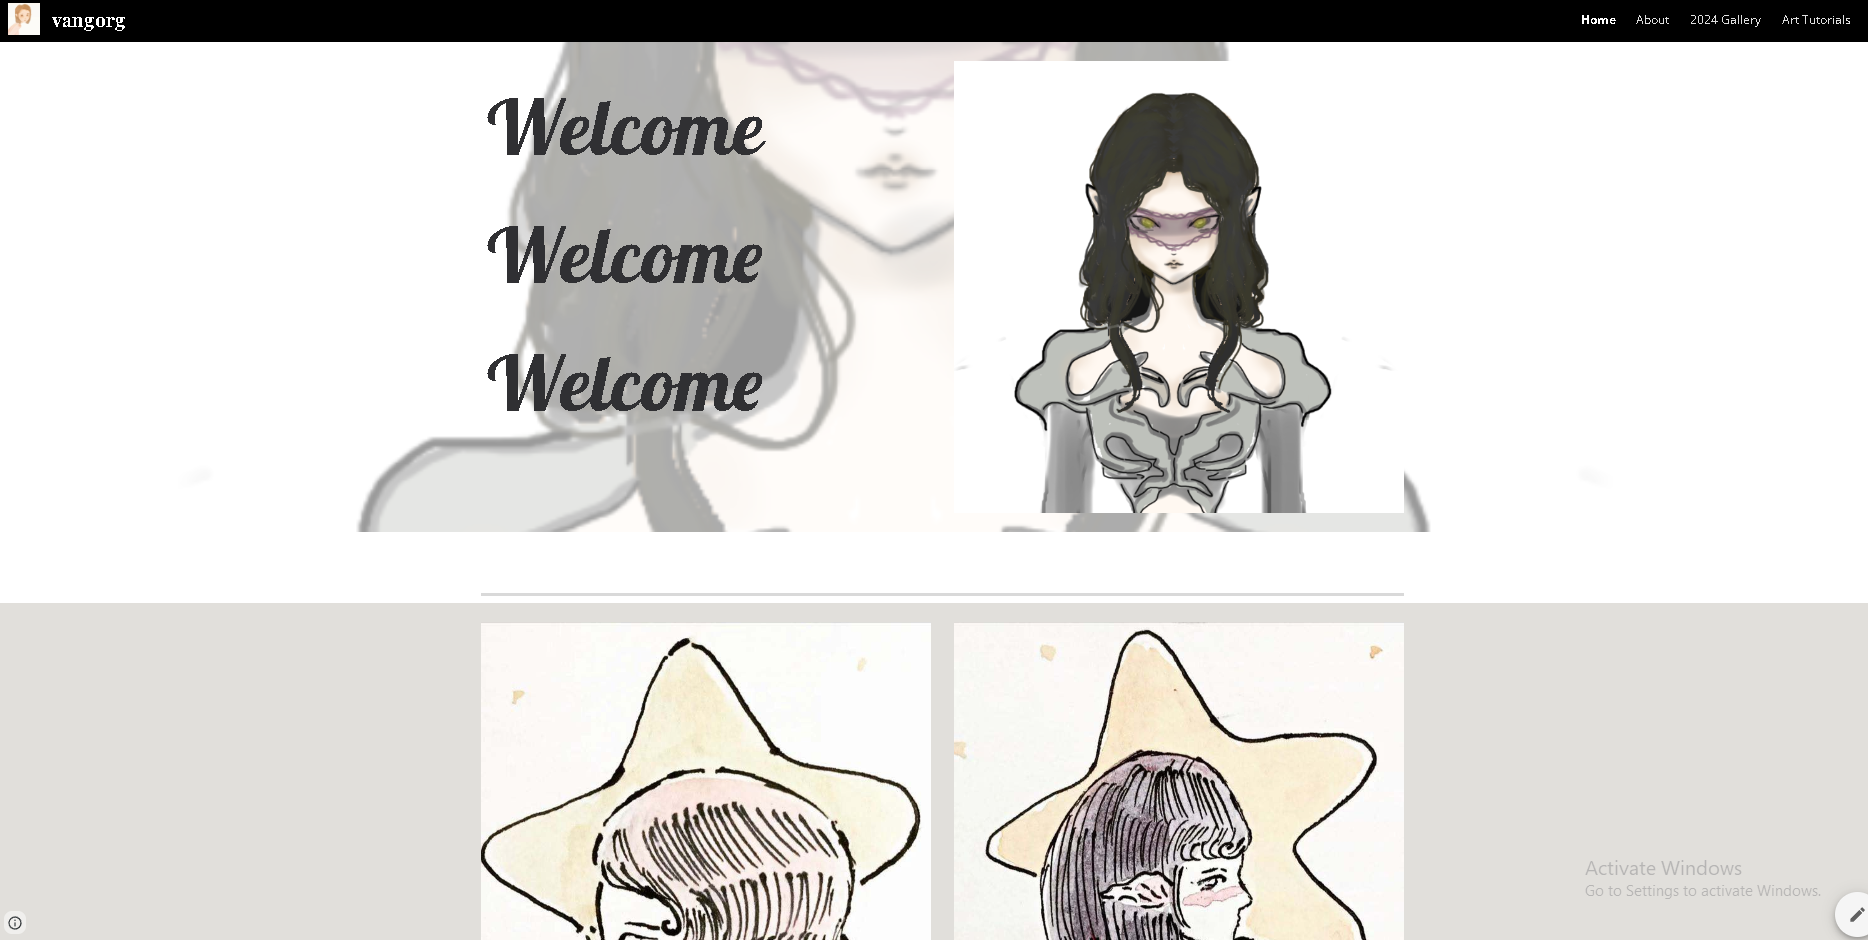 vangorg
Home About 2024 Gallery Art Tutorials
Welcome
Welcome
Welcome
Activate Windows
Go to Settings to activate Windows.